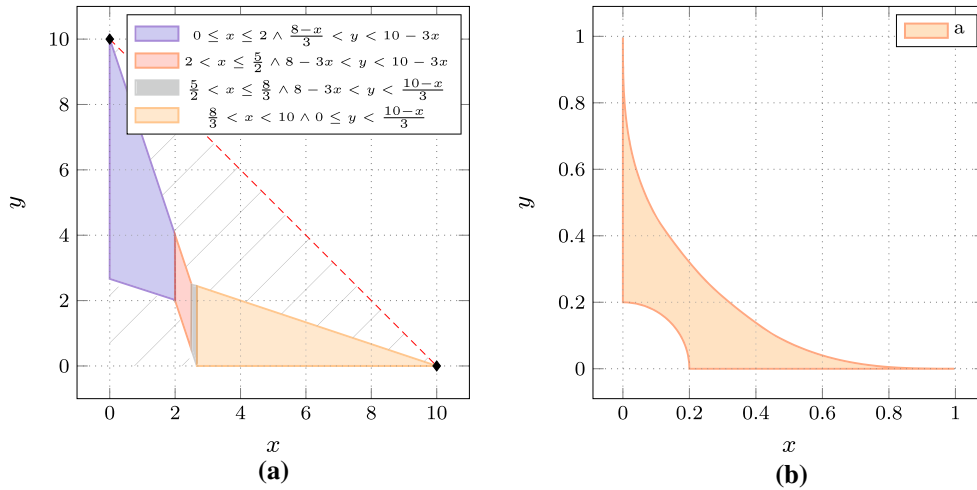 0 ≤ x ≤ 2 ∧ (8−x)/3 < y < 10 − 3x
2 < x ≤ 5/2 ∧ 8 − 3x < y < 10 − 3x
5/2 < x ≤ 8/3 ∧ 8 − 3x < y < (10−x)/3
8/3 < x < 10 ∧ 0 ≤ y < (10−x)/3
10
8
6
4
2
0
y
0 2 4 6 8 10
x
(a)
a
1
0.8
0.6
0.4
0.2
0
y
0 0.2 0.4 0.6 0.8 1
x
(b)